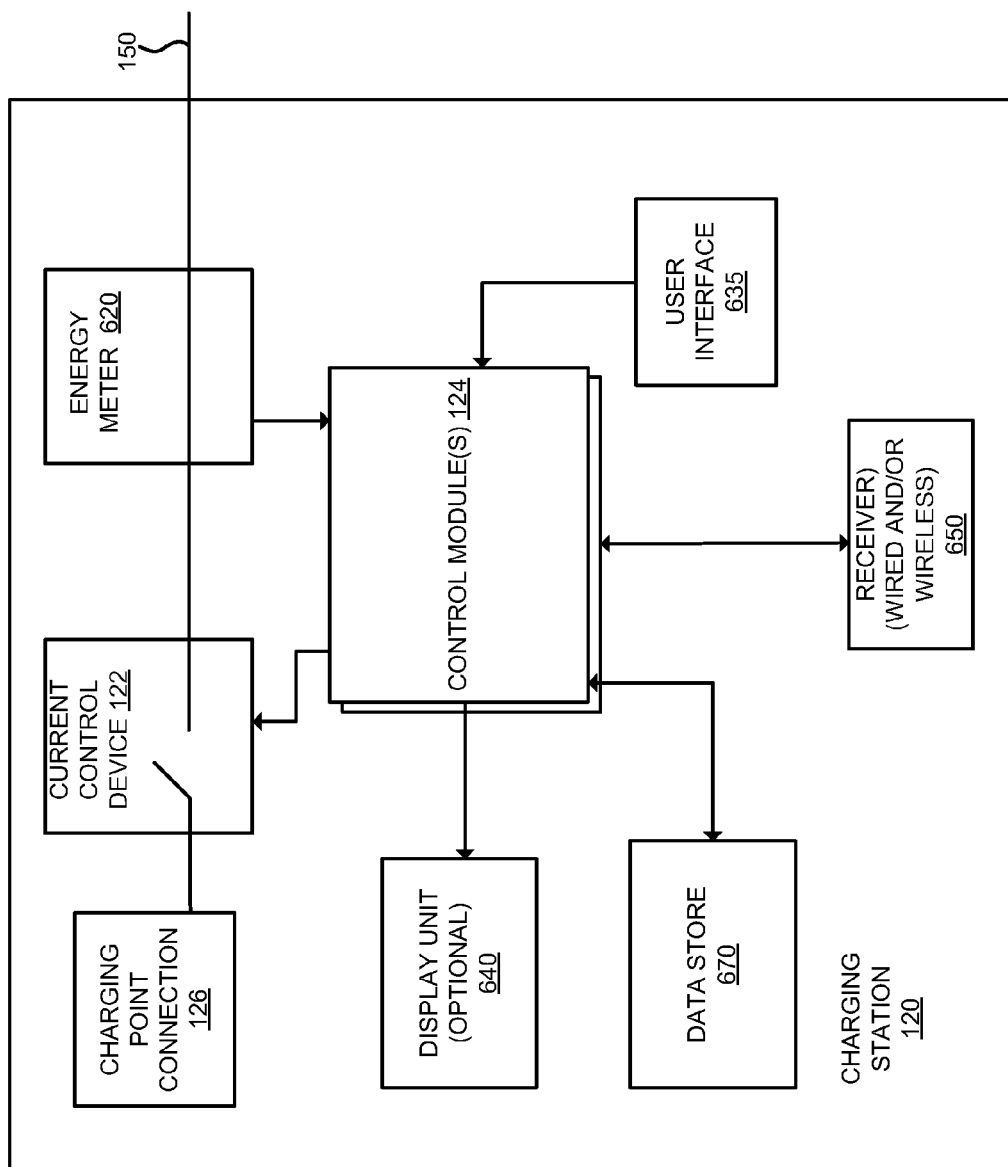 150
CHARGING
POINT
CONNECTION
126
CURRENT
CONTROL
DEVICE 122
ENERGY
METER 620
DISPLAY UNIT
(OPTIONAL)
640
CONTROL MODULE(S) 124
USER
INTERFACE
635
DATA STORE
670
RECEIVER)
(WIRED AND/OR
WIRELESS)
650
CHARGING
STATION
120